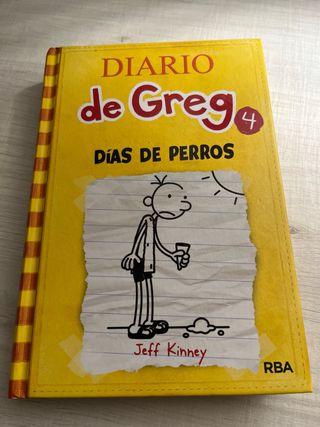 DIARIO
de Greg 4
DÍAS DE PERROS
Jeff Kinney
RBA